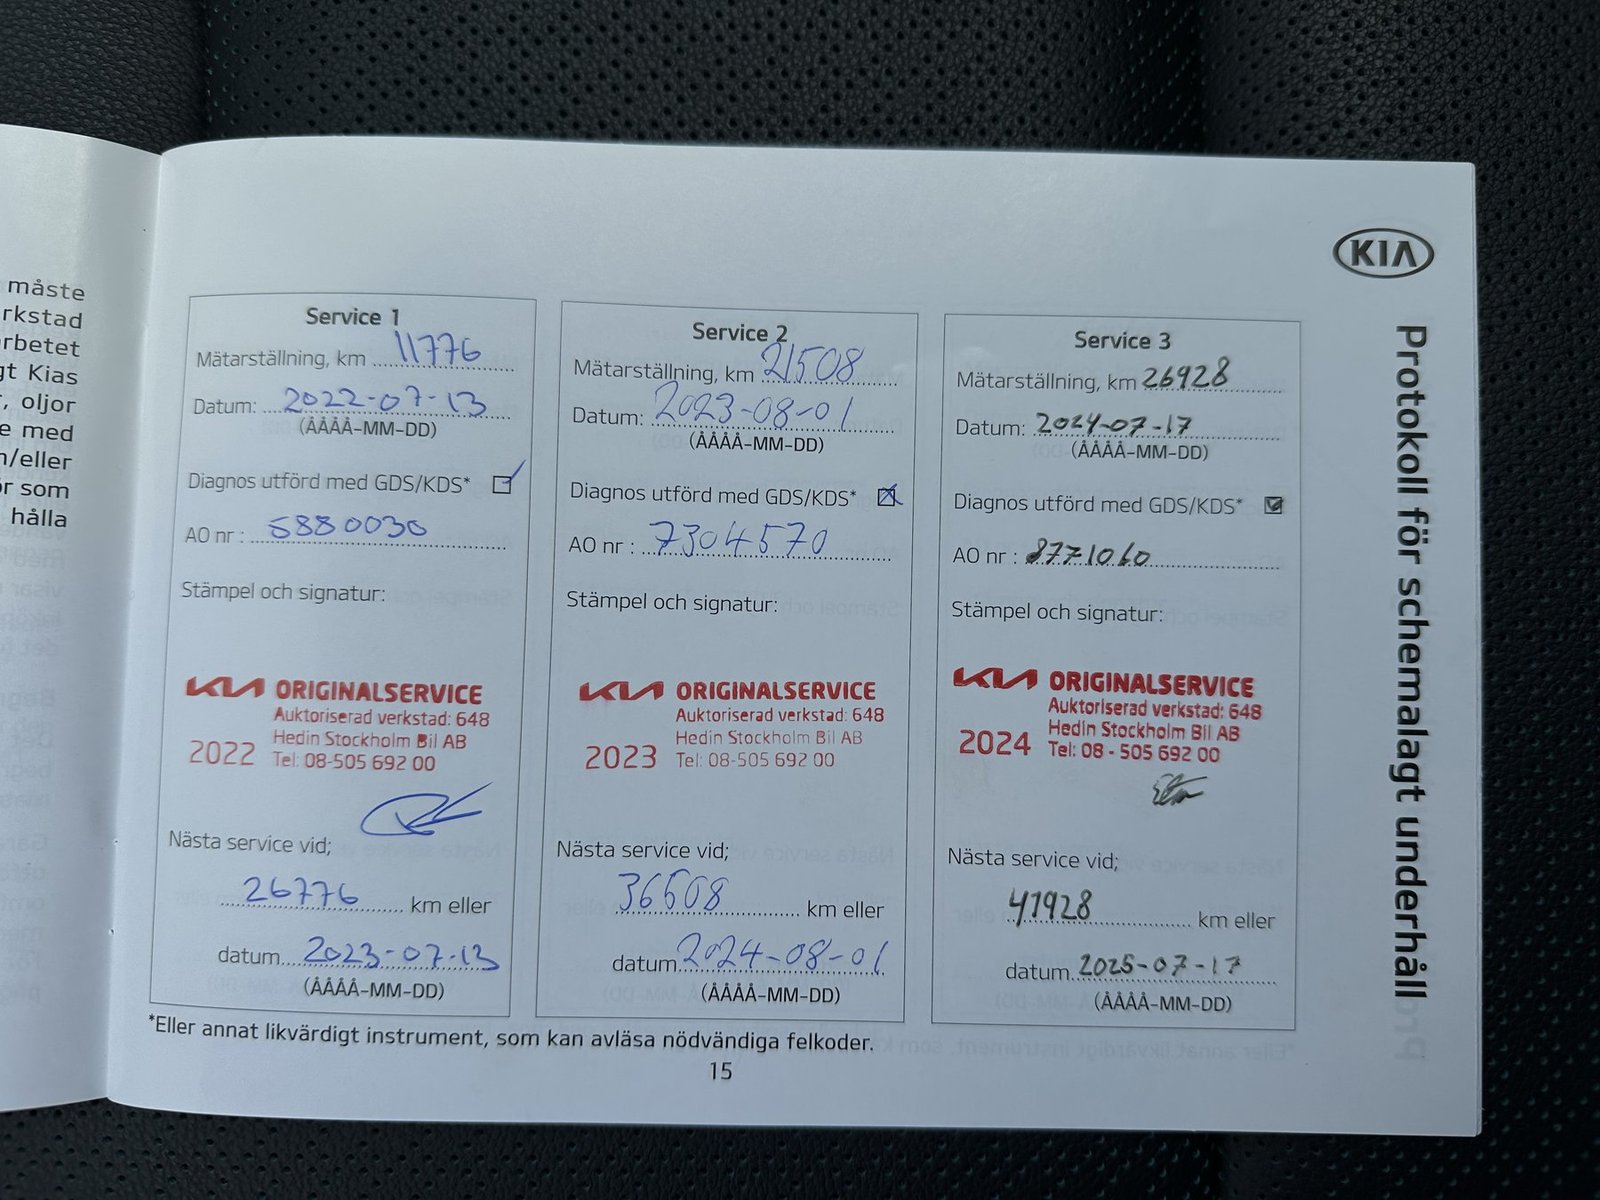 måste
rkstad
rbetet
gt Kias
, oljor
e med
n/eller
ör som
hålla
KIA
Protokoll för schemalagt underhåll
Service 1
Mätarställning, km 11776
Datum: 2022-07-13
(ÅÅÅÅ-MM-DD)
Diagnos utförd med GDS/KDS*
AO nr : 5880030
Stämpel och signatur:
KIA ORIGINALSERVICE
Auktoriserad verkstad: 648
Hedin Stockholm Bil AB
2022 Tel: 08-505 692 00
Nästa service vid;
26776 km eller
datum 2023-07-13
(ÅÅÅÅ-MM-DD)
Service 2
Mätarställning, km 21508
Datum: 2023-08-01
(ÅÅÅÅ-MM-DD)
Diagnos utförd med GDS/KDS*
AO nr : 7304570
Stämpel och signatur:
KIA ORIGINALSERVICE
Auktoriserad verkstad: 648
Hedin Stockholm Bil AB
2023 Tel: 08-505 692 00
Nästa service vid;
36508 km eller
datum 2024-08-01
(ÅÅÅÅ-MM-DD)
Service 3
Mätarställning, km 26928
Datum: 2024-07-17
(ÅÅÅÅ-MM-DD)
Diagnos utförd med GDS/KDS*
AO nr : 8771060
Stämpel och signatur:
KIA ORIGINALSERVICE
Auktoriserad verkstad: 648
Hedin Stockholm Bil AB
2024 Tel: 08 - 505 692 00
Nästa service vid;
41928 km eller
datum. 2025-07-17
(ÅÅÅÅ-MM-DD)
*Eller annat likvärdigt instrument, som kan avläsa nödvändiga felkoder.
15